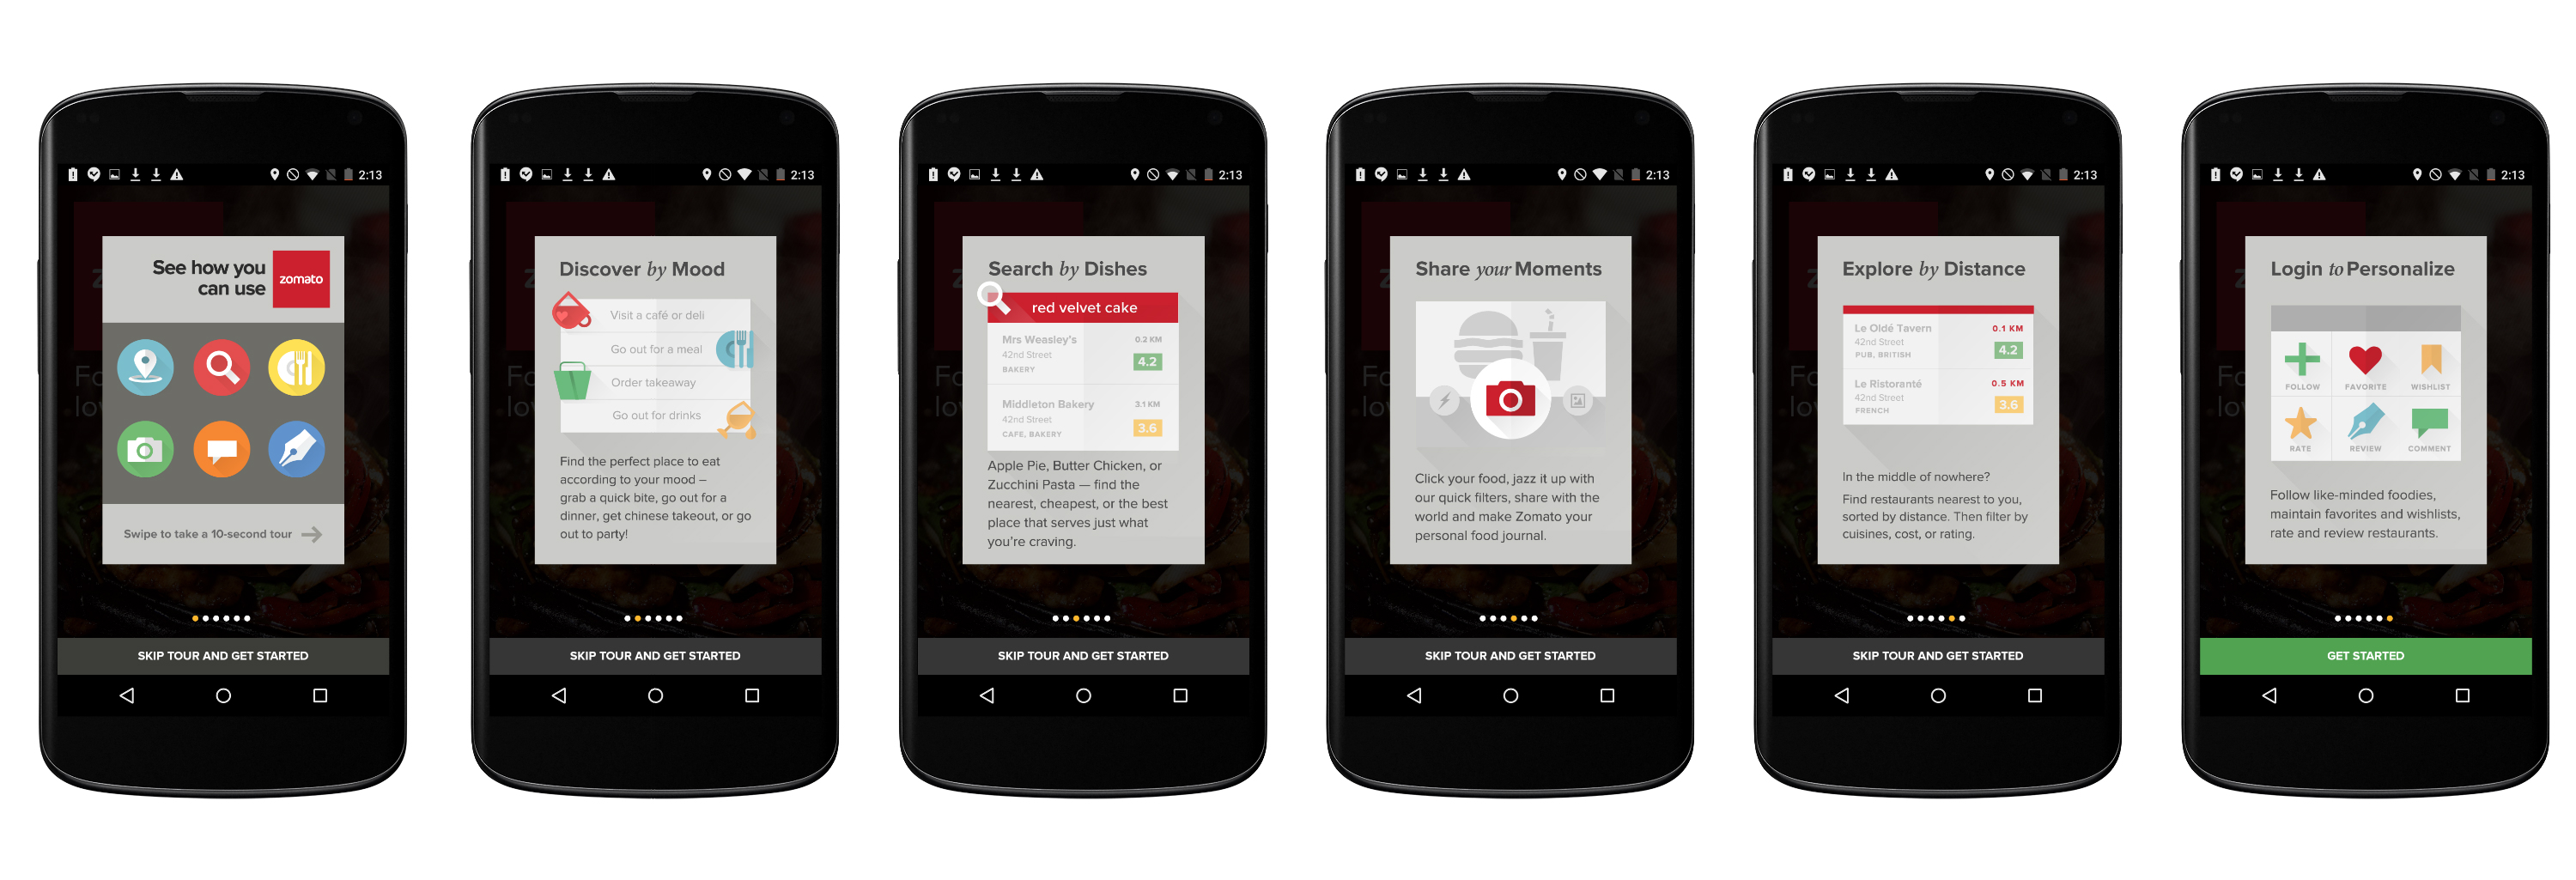 2:13
See how you
can use
zomato
Swipe to take a 10-second tour
SKIP TOUR AND GET STARTED
2:13
Discover by Mood
Visit a café or deli
Go out for a meal
Order takeaway
Go out for drinks
Find the perfect place to eat
according to your mood –
grab a quick bite, go out for a
dinner, get chinese takeout, or go
out to party!
Fo
lo
SKIP TOUR AND GET STARTED
2:13
Search by Dishes
red velvet cake
Mrs Weasley's
0.2 KM
42nd Street
4.2
BAKERY
Middleton Bakery
3.1 KM
42nd Street
3.6
CAFE, BAKERY
Apple Pie, Butter Chicken, or
Zucchini Pasta — find the
nearest, cheapest, or the best
place that serves just what
you're craving.
Fo
lo
SKIP TOUR AND GET STARTED
2:13
Share your Moments
Click your food, jazz it up with
our quick filters, share with the
world and make Zomato your
personal food journal.
Fo
lo
SKIP TOUR AND GET STARTED
2:13
Explore by Distance
Le Oldé Tavern
0.1 KM
42nd Street
4.2
PUB, BRITISH
Le Ristoranté
0.5 KM
42nd Street
3.6
FRENCH
In the middle of nowhere?
Find restaurants nearest to you,
sorted by distance. Then filter by
cuisines, cost, or rating.
Fo
lo
SKIP TOUR AND GET STARTED
2:13
Login to Personalize
FOLLOW
FAVORITE
WISHLIST
RATE
REVIEW
COMMENT
Follow like-minded foodies,
maintain favorites and wishlists,
rate and review restaurants.
Fo
lo
GET STARTED